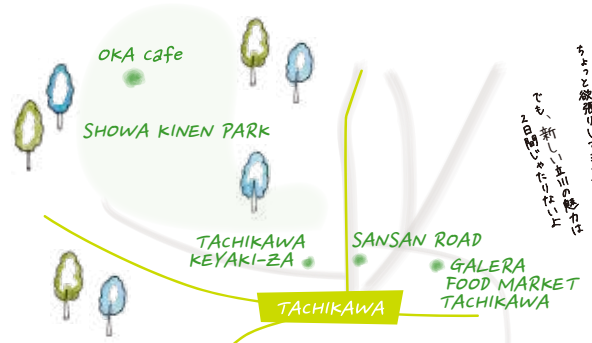 OKA cafe
SHOWA KINEN PARK
TACHIKAWA
KEYAKI-ZA
SANSAN ROAD
GALERA
FOOD MARKET
TACHIKAWA
TACHIKAWA
ちょっと欲張りして
でも、新しい立川の魅力は
2日間じゃたりないよ